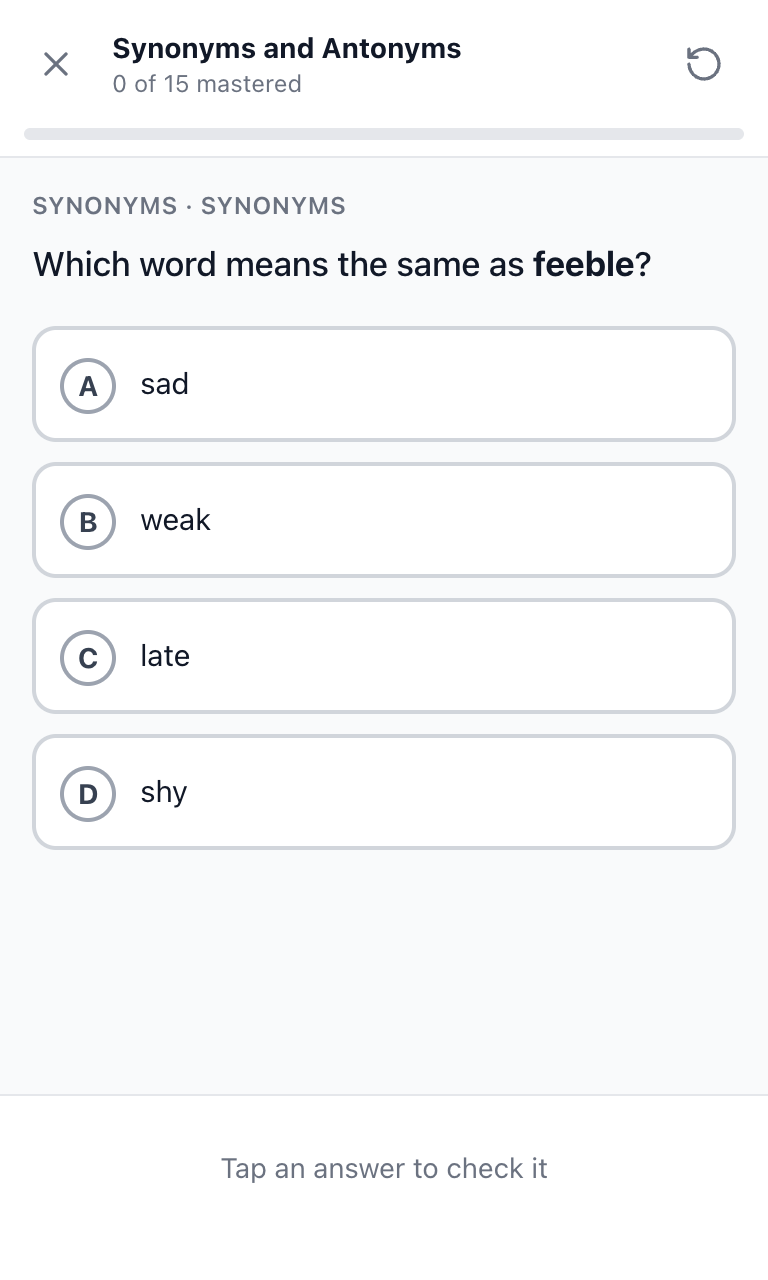 Synonyms and Antonyms
0 of 15 mastered
SYNONYMS · SYNONYMS
Which word means the same as feeble?
A sad
B weak
C late
D shy
Tap an answer to check it